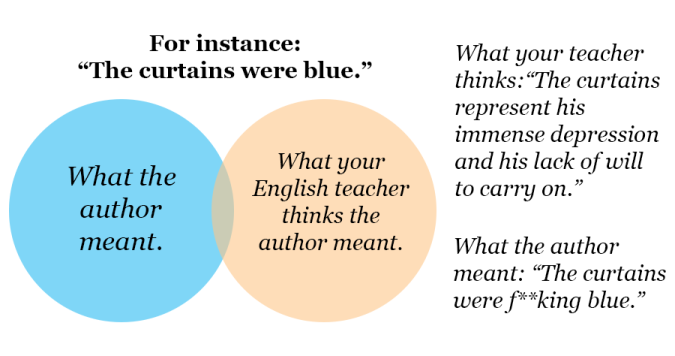 For instance:
“The curtains were blue.”
What the
author
meant.
What your
English teacher
thinks the
author meant.
What your teacher
thinks:“The curtains
represent his
immense depression
and his lack of will
to carry on.”
What the author
meant: “The curtains
were f**king blue.”